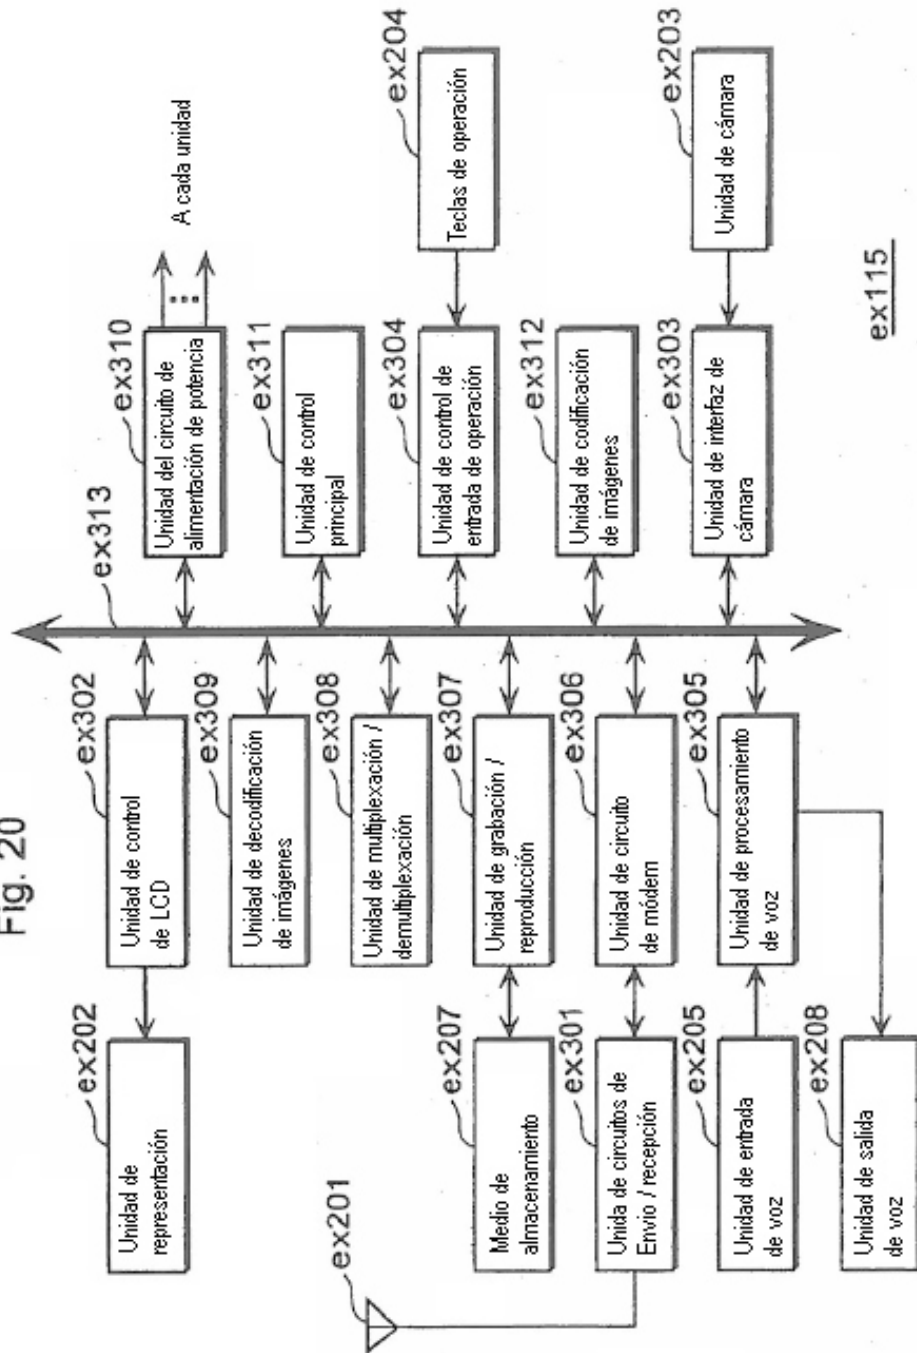 Fig. 20
ex204
Teclas de operación
ex203
Unidad de cámara
A cada unidad
ex115
ex310
Unidad del circuito de
alimentación de potencia
ex311
Unidad de control
principal
ex304
Unidad de control de
entrada de operación
ex312
Unidad de codificación
de imágenes
ex303
Unidad de interfaz de
cámara
ex313
ex302
Unidad de control
de LCD
ex309
Unidad de decodificación
de imágenes
ex308
Unidad de multiplexación /
demultiplexación
ex307
Unidad de grabación /
reproducción
ex306
Unidad de circuito
de módem
ex305
Unidad de procesamiento
de voz
ex202
Unidad de
representación
ex207
Medio de
almacenamiento
ex301
Unida de circuitos de
Envio / recepción
ex205
Unidad de entrada
de voz
ex208
Unidad de salida
de voz
ex201